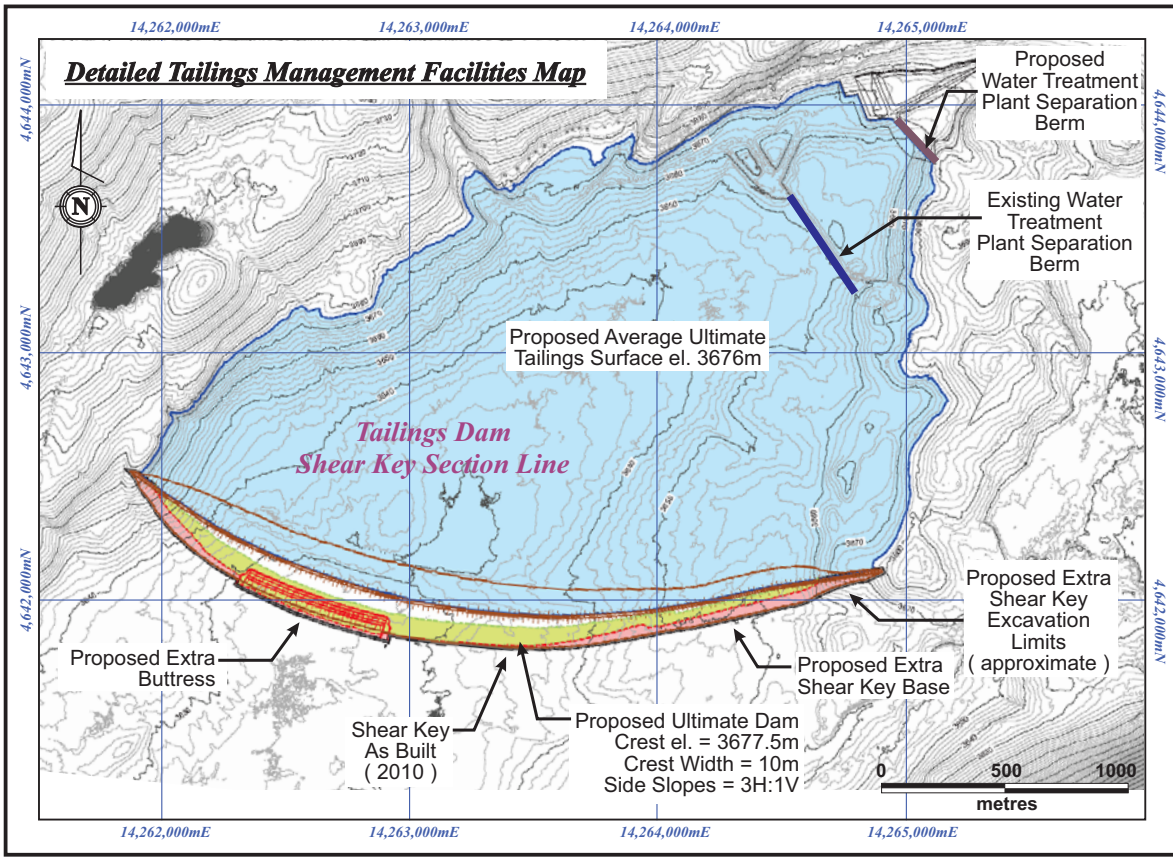 14,262,000mE 14,263,000mE 14,264,000mE 14,265,000mE
Detailed Tailings Management Facilities Map
4,644,000mN
4,643,000mN
4,642,000mN
N
Proposed
Water Treatment
Plant Separation
Berm
Existing Water
Treatment
Plant Separation
Berm
4,644,000mN
4,643,000mN
4,642,000mN
Proposed Average Ultimate
Tailings Surface el. 3676m
Tailings Dam
Shear Key Section Line
Proposed Extra
Buttress
Shear Key
As Built
( 2010 )
Proposed Ultimate Dam
Crest el. = 3677.5m
Crest Width = 10m
Side Slopes = 3H:1V
Proposed Extra
Shear Key Base
Proposed Extra
Shear Key
Excavation
Limits
( approximate )
0 500 1000
metres
14,262,000mE 14,263,000mE 14,264,000mE 14,265,000mE